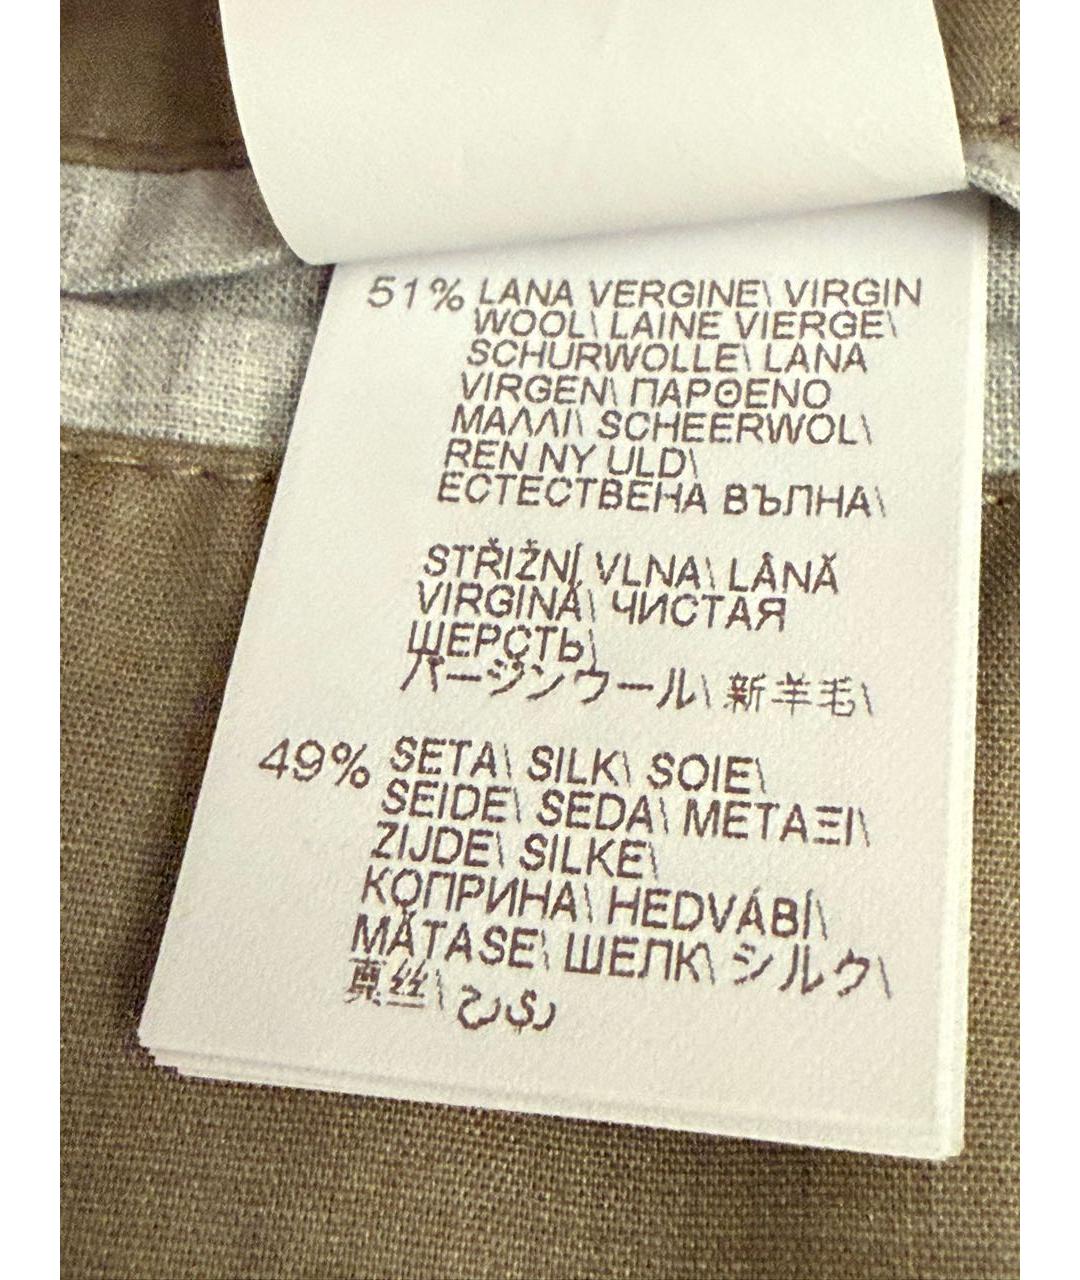 51% LANA VERGINE\ VIRGIN
WOOL\ LAINE VIERGE\
SCHURWOLLE\ LANA
VIRGEN\ ΠΑΡΘΕΝΟ
ΜΑΛΛΙ\ SCHEERWOL\
REN NY ULD\
ЕСТЕСТВЕНА ВЪЛНА\
STŘIŽNÍ VLNA\ LÂNĂ
VIRGINĂ\ ЧИСТАЯ
ШЕРСТЬ\
バージンウール\ 新羊毛\
49% SETA\ SILK\ SOIE\
SEIDE\ SEDA\ ΜΕΤΑΞΙ\
ZIJDE\ SILKE\
КОПРИНА\ HEDVÁBÍ\
MĂTASE\ ШЕЛК\ シルク\
真丝\